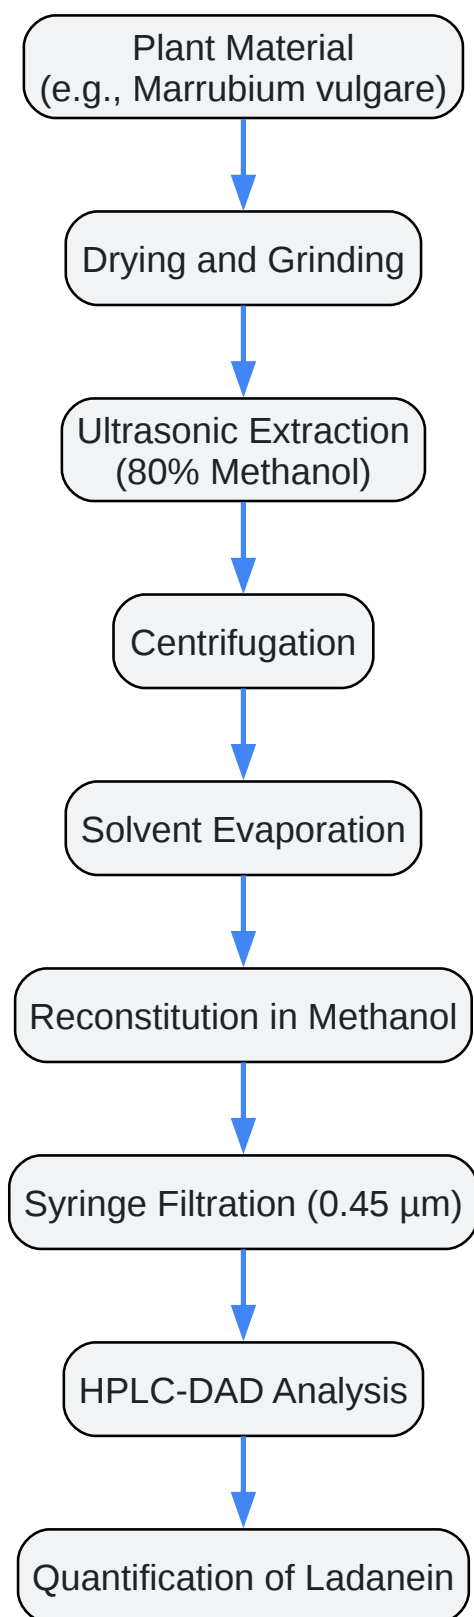 Plant Material
(e.g., Marrubium vulgare)
Drying and Grinding
Ultrasonic Extraction
(80% Methanol)
Centrifugation
Solvent Evaporation
Reconstitution in Methanol
Syringe Filtration (0.45 µm)
HPLC-DAD Analysis
Quantification of Ladanein